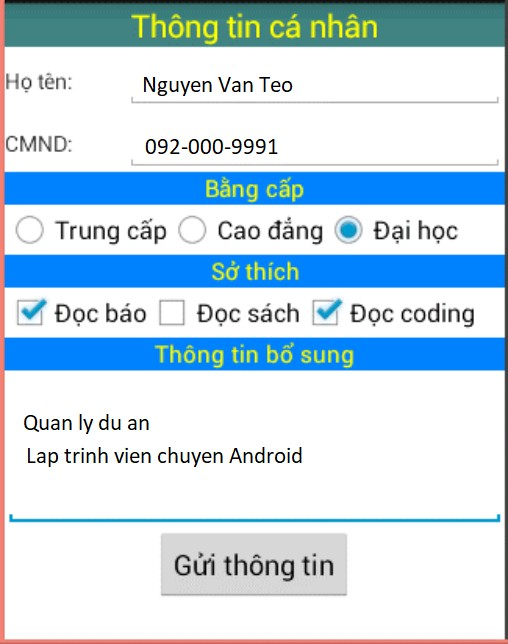 Thông tin cá nhân
Họ tên: Nguyen Van Teo
CMND: 092-000-9991
Bằng cấp
Trung cấp Cao đẳng Đại học
Sở thích
Đọc báo Đọc sách Đọc coding
Thông tin bổ sung
Quan ly du an
Lap trinh vien chuyen Android
Gửi thông tin